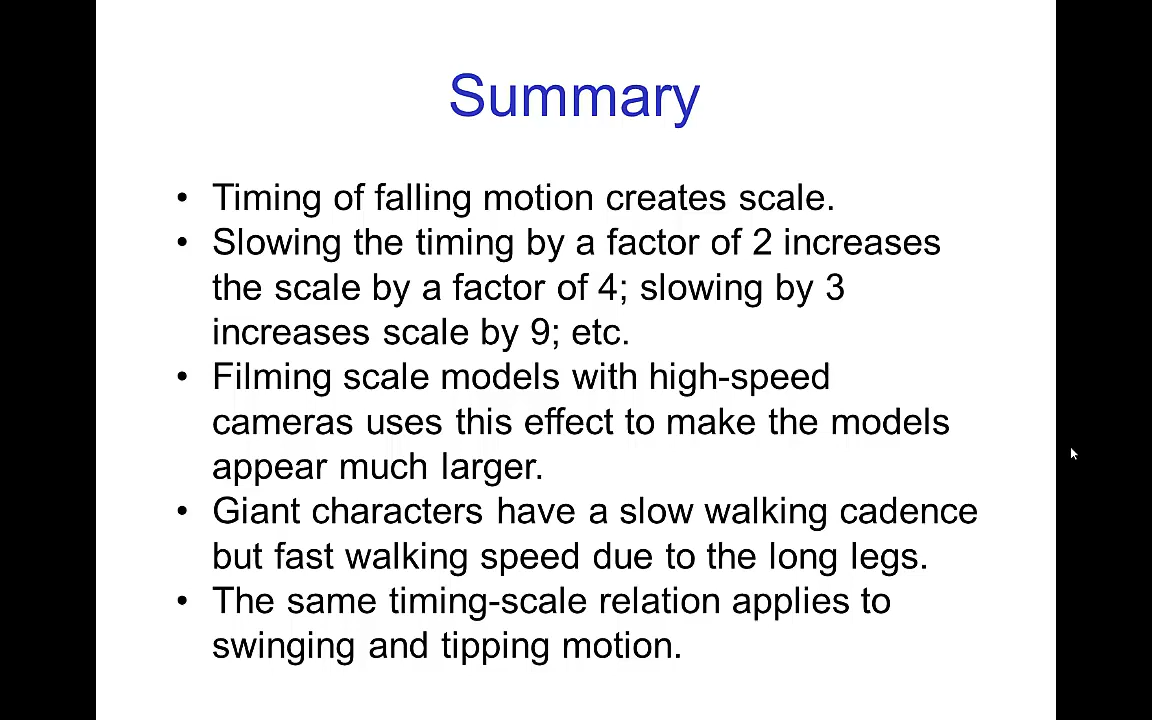 Summary
• Timing of falling motion creates scale.
• Slowing the timing by a factor of 2 increases
the scale by a factor of 4; slowing by 3
increases scale by 9; etc.
• Filming scale models with high-speed
cameras uses this effect to make the models
appear much larger.
• Giant characters have a slow walking cadence
but fast walking speed due to the long legs.
• The same timing-scale relation applies to
swinging and tipping motion.